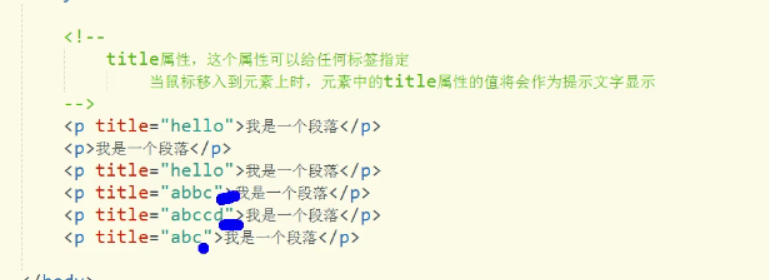 <!--
title属性，这个属性可以给任何标签指定
当鼠标移入到元素上时，元素中的title属性的值将会作为提示文字显示
-->
<p title="hello">我是一个段落</p>
<p>我是一个段落</p>
<p title="hello">我是一个段落</p>
<p title="abbc">我是一个段落</p>
<p title="abccd">我是一个段落</p>
<p title="abc">我是一个段落</p>